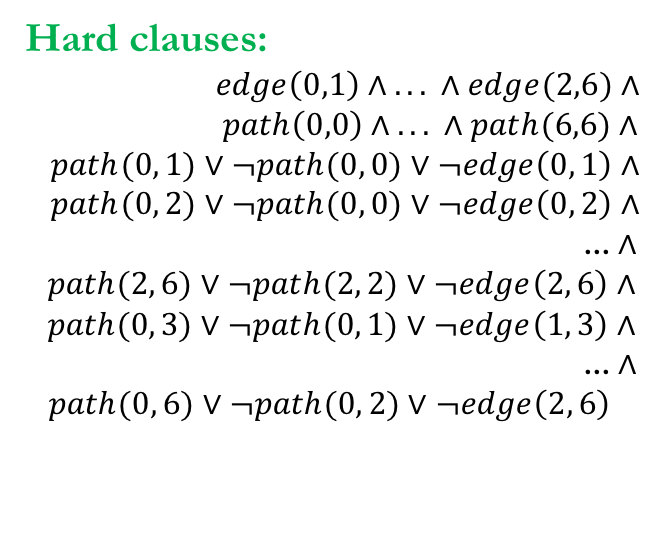 Hard clauses:
edge(0,1) ∧ … ∧ edge(2,6) ∧
path(0,0) ∧ … ∧ path(6,6) ∧
path(0, 1) ∨ ¬path(0, 0) ∨ ¬edge(0, 1) ∧
path(0, 2) ∨ ¬path(0, 0) ∨ ¬edge(0, 2) ∧
… ∧
path(2, 6) ∨ ¬path(2, 2) ∨ ¬edge(2, 6) ∧
path(0, 3) ∨ ¬path(0, 1) ∨ ¬edge(1, 3) ∧
… ∧
path(0, 6) ∨ ¬path(0, 2) ∨ ¬edge(2, 6)